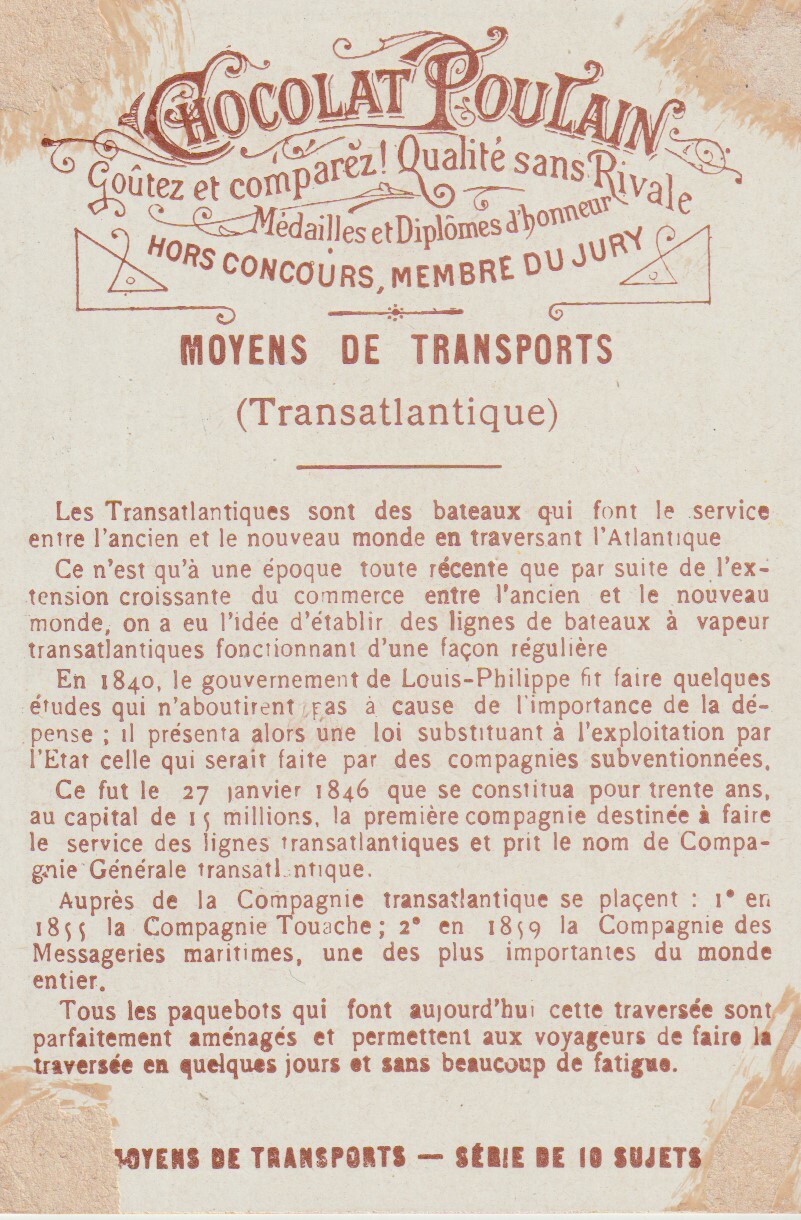 CHOCOLAT POULAIN
Goûtez et comparez! Qualité sans Rivale
Médailles et Diplômes d'honneur
HORS CONCOURS, MEMBRE DU JURY
MOYENS DE TRANSPORTS
(Transatlantique)
Les Transatlantiques sont des bateaux qui font le service
entre l'ancien et le nouveau monde en traversant l'Atlantique
Ce n'est qu'à une époque toute récente que par suite de l'ex-
tension croissante du commerce entre l'ancien et le nouveau
monde, on a eu l'idée d'établir des lignes de bateaux à vapeur
transatlantiques fonctionnant d'une façon régulière
En 1840, le gouvernement de Louis-Philippe fit faire quelques
études qui n'aboutirent pas à cause de l'importance de la dé-
pense ; il présenta alors une loi substituant à l'exploitation par
l'Etat celle qui serait faite par des compagnies subventionnées.
Ce fut le 27 janvier 1846 que se constitua pour trente ans,
au capital de 15 millions, la première compagnie destinée à faire
le service des lignes transatlantiques et prit le nom de Compa-
gnie Générale transatlantique.
Auprès de la Compagnie transatlantique se plaçent : 1° en
1855 la Compagnie Touache ; 2° en 1859 la Compagnie des
Messageries maritimes, une des plus importantes du monde
entier.
Tous les paquebots qui font aujourd'hui cette traversée sont
parfaitement aménagés et permettent aux voyageurs de faire la
traversée en quelques jours et sans beaucoup de fatigue.
MOYENS DE TRANSPORTS — SÉRIE DE 10 SUJETS